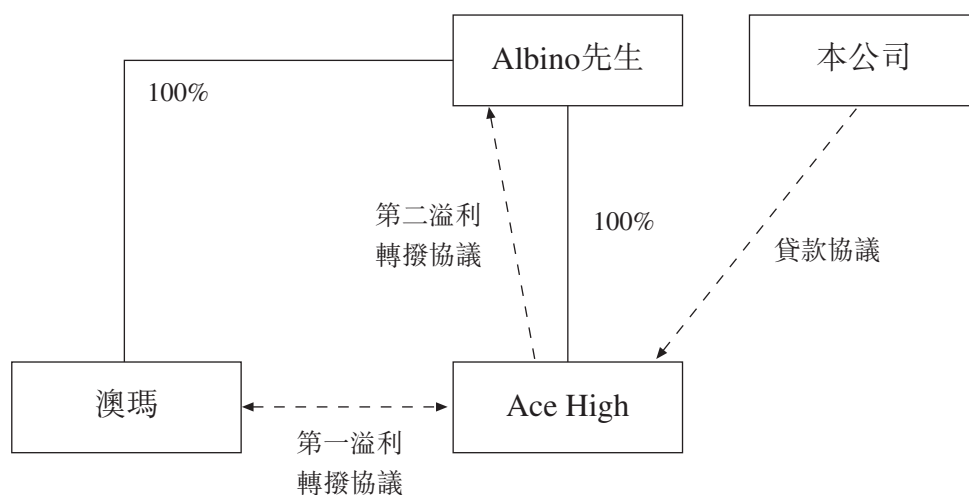 Albino先生
本公司
100%
第二溢利
轉撥協議
100%
貸款協議
澳瑪
Ace High
第一溢利
轉撥協議